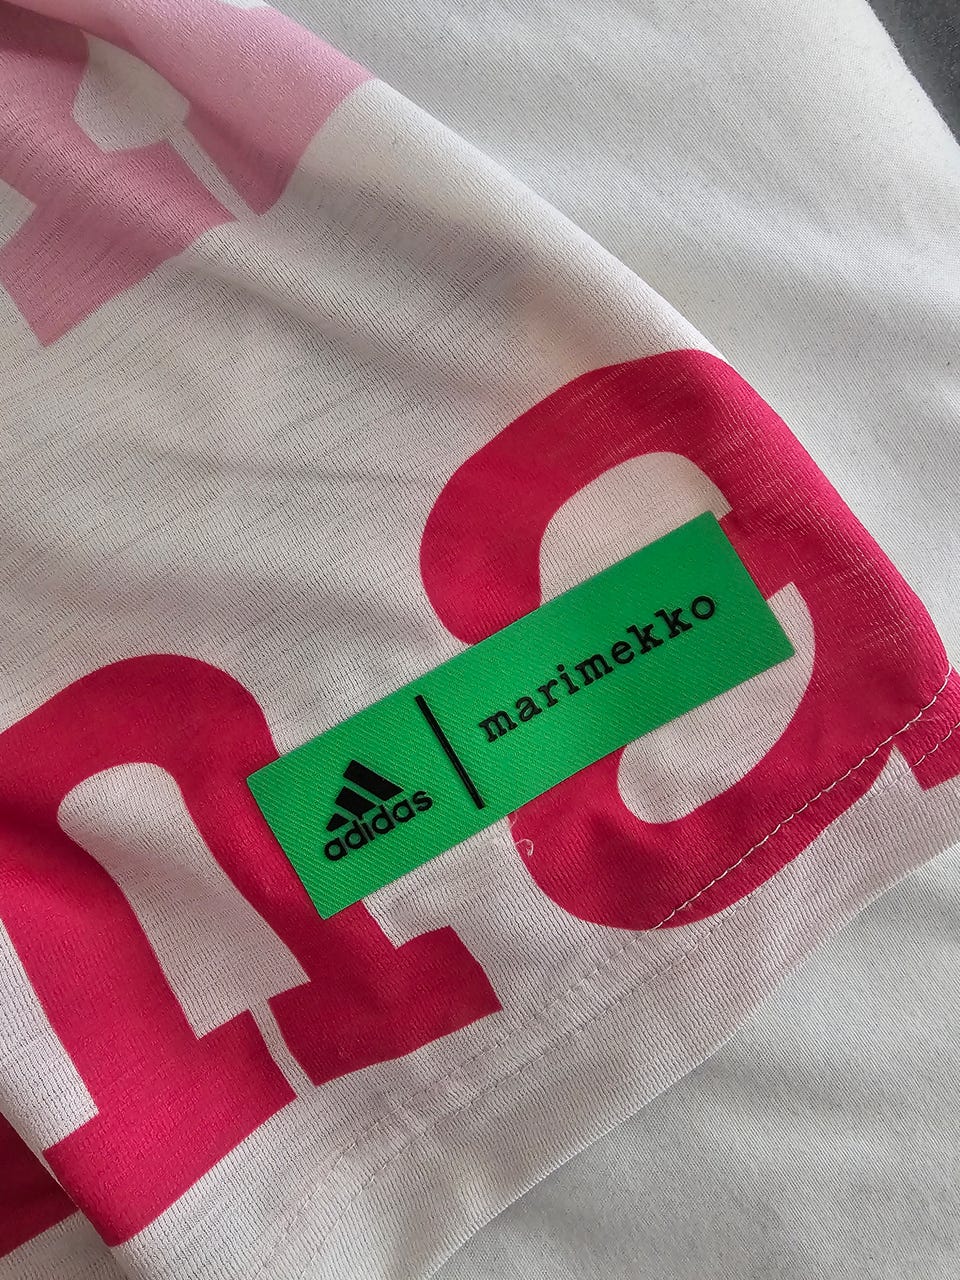 adidas | marimekko